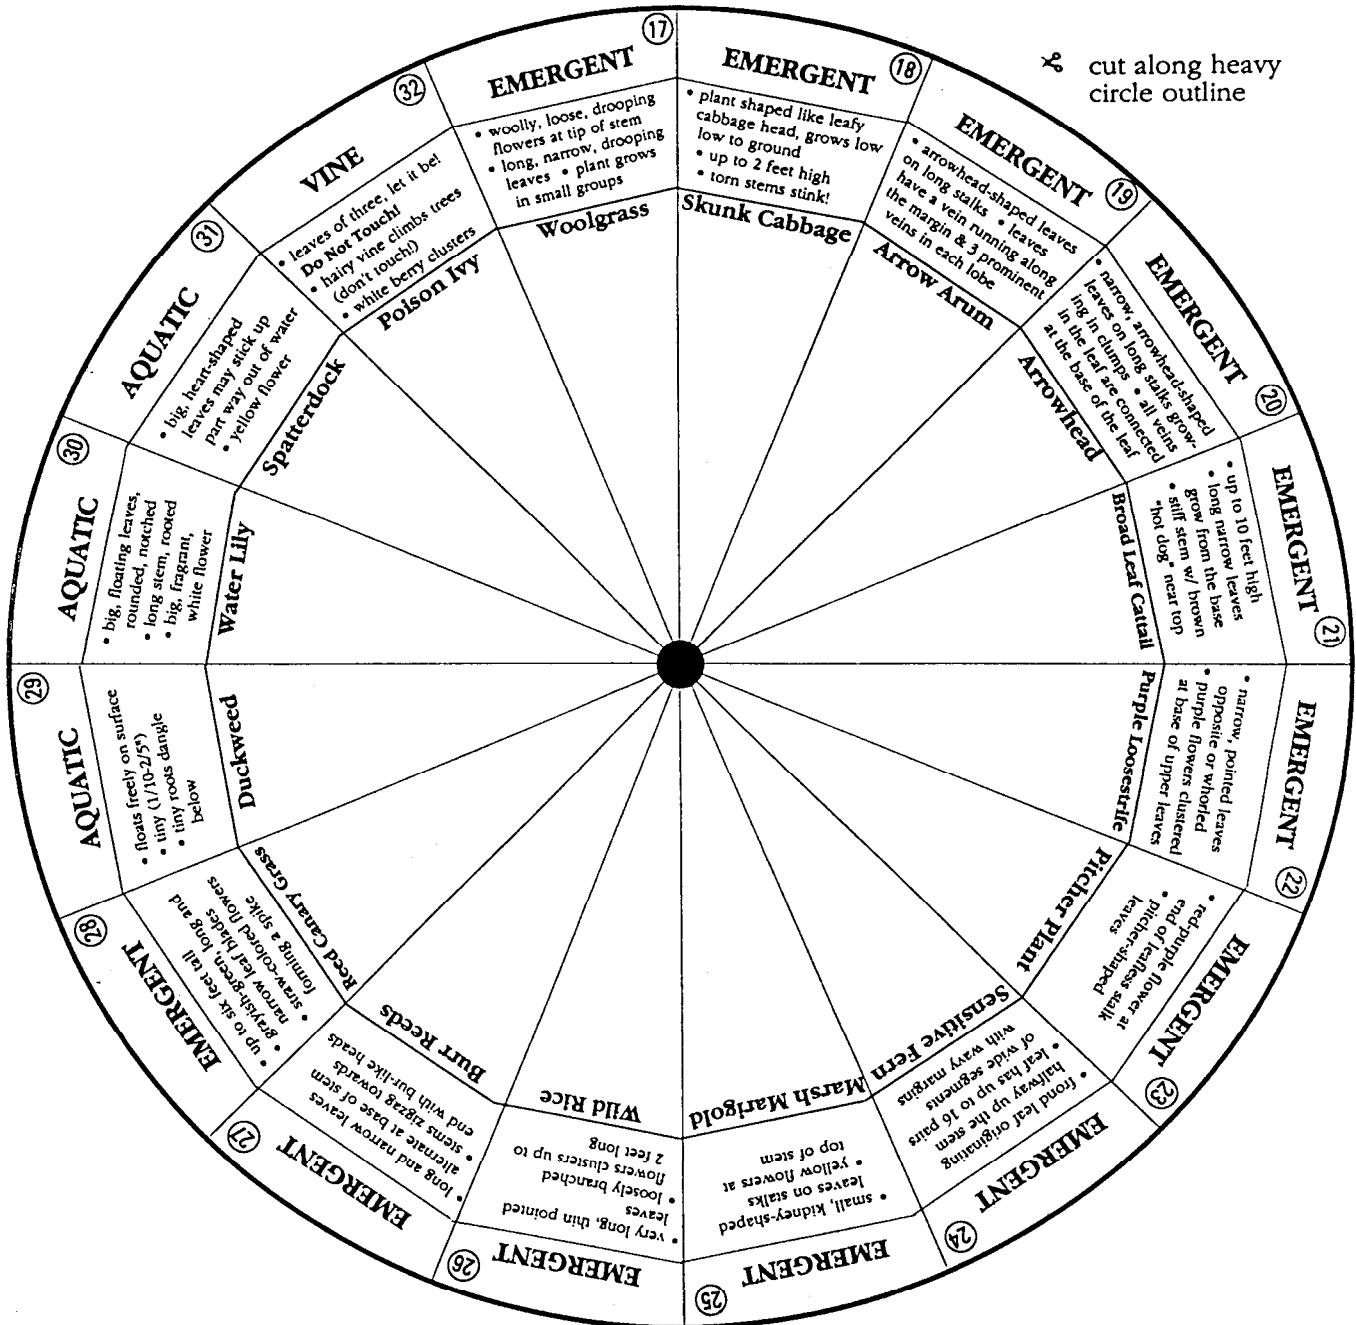 cut along heavy
circle outline
17
EMERGENT
• woolly, loose, drooping
flowers at tip of stem
• long, narrow, drooping
leaves • plant grows
in small groups
Woolgrass
18
EMERGENT
• plant shaped like leafy
cabbage head, grows low
low to ground
• up to 2 feet high
• torn stems stink!
Skunk Cabbage
19
EMERGENT
• arrowhead-shaped leaves
on long stalks • leaves
have a vein running along
the margin & 3 prominent
veins in each lobe
Arrow Arum
20
EMERGENT
• narrow, arrowhead-shaped
leaves on long stalks grow-
ing in clumps • all veins
in the leaf are connected
at the base of the leaf
Arrowhead
21
EMERGENT
• up to 10 feet high
• long narrow leaves
grow from the base
• stiff stem w/ brown
"hot dog" near top
Broad Leaf Cattail
22
EMERGENT
• narrow, pointed leaves
opposite or whorled
• purple flowers clustered
at base of upper leaves
Purple Loosestrife
23
EMERGENT
• red-purple flower at
end of leafless stalk
• pitcher-shaped
leaves
Pitcher Plant
24
EMERGENT
• frond leaf originating
halfway up the stem
• leaf has up to 16 pairs
of wide segments
with wavy margins
Sensitive Fern
25
EMERGENT
• small, kidney-shaped
leaves on stalks
• yellow flowers at
top of stem
Marsh Marigold
26
EMERGENT
• very long, thin pointed
leaves
• loosely branched
flowers clusters up to
2 feet long
Wild Rice
27
EMERGENT
• long and narrow leaves
alternate at base of stem
• stems zigzag towards
end with bur-like heads
Burr Reeds
28
EMERGENT
• up to six feet tall
• grayish-green, long and
narrow leaf blades
• straw-colored flowers
forming a spike
Reed Canary Grass
29
AQUATIC
• floats freely on surface
• tiny (1/10-2/5")
• tiny roots dangle
below
Duckweed
30
AQUATIC
• big, floating leaves,
rounded, notched
• long stem, rooted
• big, fragrant,
white flower
Water Lily
31
AQUATIC
• big, heart-shaped
leaves may stick up
part way out of water
• yellow flower
Spatterdock
32
VINE
• leaves of three, let it be!
Do Not Touch!
• hairy vine climbs trees
(don't touch!)
• white berry clusters
Poison Ivy